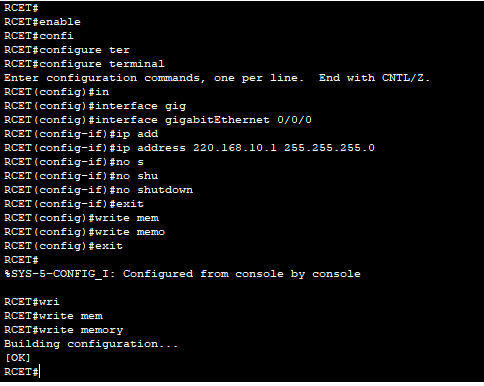 RCET#
RCET#enable
RCET#confi
RCET#configure ter
RCET#configure terminal
Enter configuration commands, one per line.  End with CNTL/Z.
RCET(config)#in
RCET(config)#interface gig
RCET(config)#interface gigabitEthernet 0/0/0
RCET(config-if)#ip add
RCET(config-if)#ip address 220.168.10.1 255.255.255.0
RCET(config-if)#no s
RCET(config-if)#no shu
RCET(config-if)#no shutdown
RCET(config-if)#exit
RCET(config)#write mem
RCET(config)#write memo
RCET(config)#exit
RCET#
%SYS-5-CONFIG_I: Configured from console by console
RCET#wri
RCET#write mem
RCET#write memory
Building configuration...
[OK]
RCET#